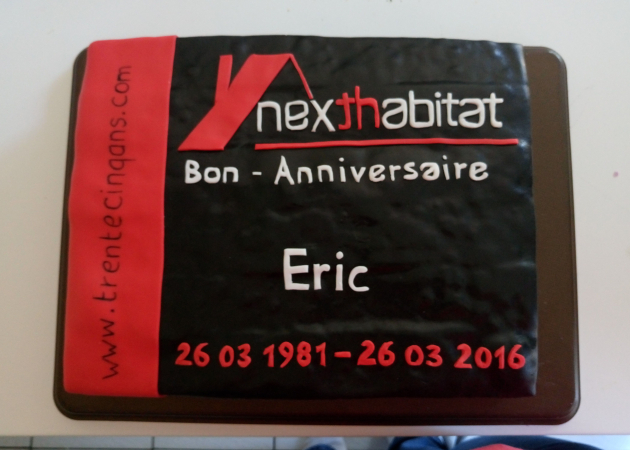 www.trentecinqans.com
nexthabitat
Bon - Anniversaire
Eric
26 03 1981 - 26 03 2016